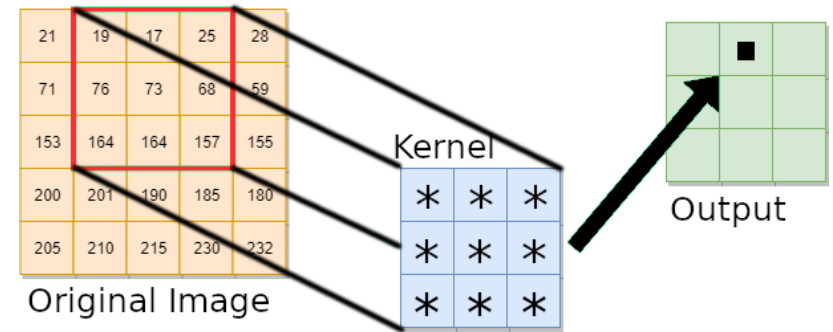 21 19 17 25 28
71 76 73 68 59
153 164 164 157 155
200 201 190 185 180
205 210 215 230 232
Original Image
Kernel
* * *
* * *
* * *
Output